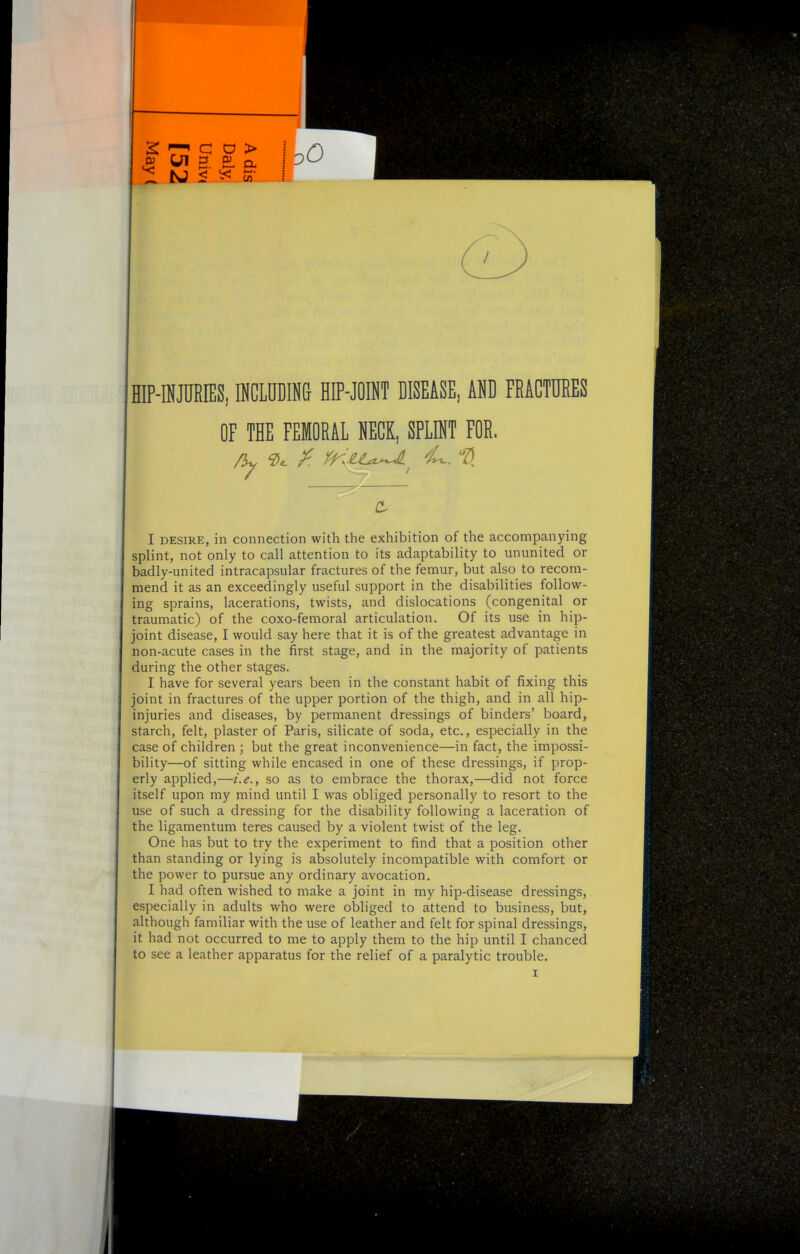 A dis
Daly,
Univ
[52
May (
1
HIP-INJURIES, INCLUDING HIP-JOINT DISEASE, AND FRACTURES
OF THE FEMORAL NECK, SPLINT FOR.
By De F. Willard, M. D.
I DESIRE, in connection with the exhibition of the accompanying
splint, not only to call attention to its adaptability to ununited or
badly-united intracapsular fractures of the femur, but also to recom-
mend it as an exceedingly useful support in the disabilities follow-
ing sprains, lacerations, twists, and dislocations (congenital or
traumatic) of the coxo-femoral articulation. Of its use in hip-
joint disease, I would say here that it is of the greatest advantage in
non-acute cases in the first stage, and in the majority of patients
during the other stages.
I have for several years been in the constant habit of fixing this
joint in fractures of the upper portion of the thigh, and in all hip-
injuries and diseases, by permanent dressings of binders' board,
starch, felt, plaster of Paris, silicate of soda, etc., especially in the
case of children ; but the great inconvenience—in fact, the impossi-
bility—of sitting while encased in one of these dressings, if prop-
erly applied,—i.e., so as to embrace the thorax,—did not force
itself upon my mind until I was obliged personally to resort to the
use of such a dressing for the disability following a laceration of
the ligamentum teres caused by a violent twist of the leg.
One has but to try the experiment to find that a position other
than standing or lying is absolutely incompatible with comfort or
the power to pursue any ordinary avocation.
I had often wished to make a joint in my hip-disease dressings,
especially in adults who were obliged to attend to business, but,
although familiar with the use of leather and felt for spinal dressings,
it had not occurred to me to apply them to the hip until I chanced
to see a leather apparatus for the relief of a paralytic trouble.
1